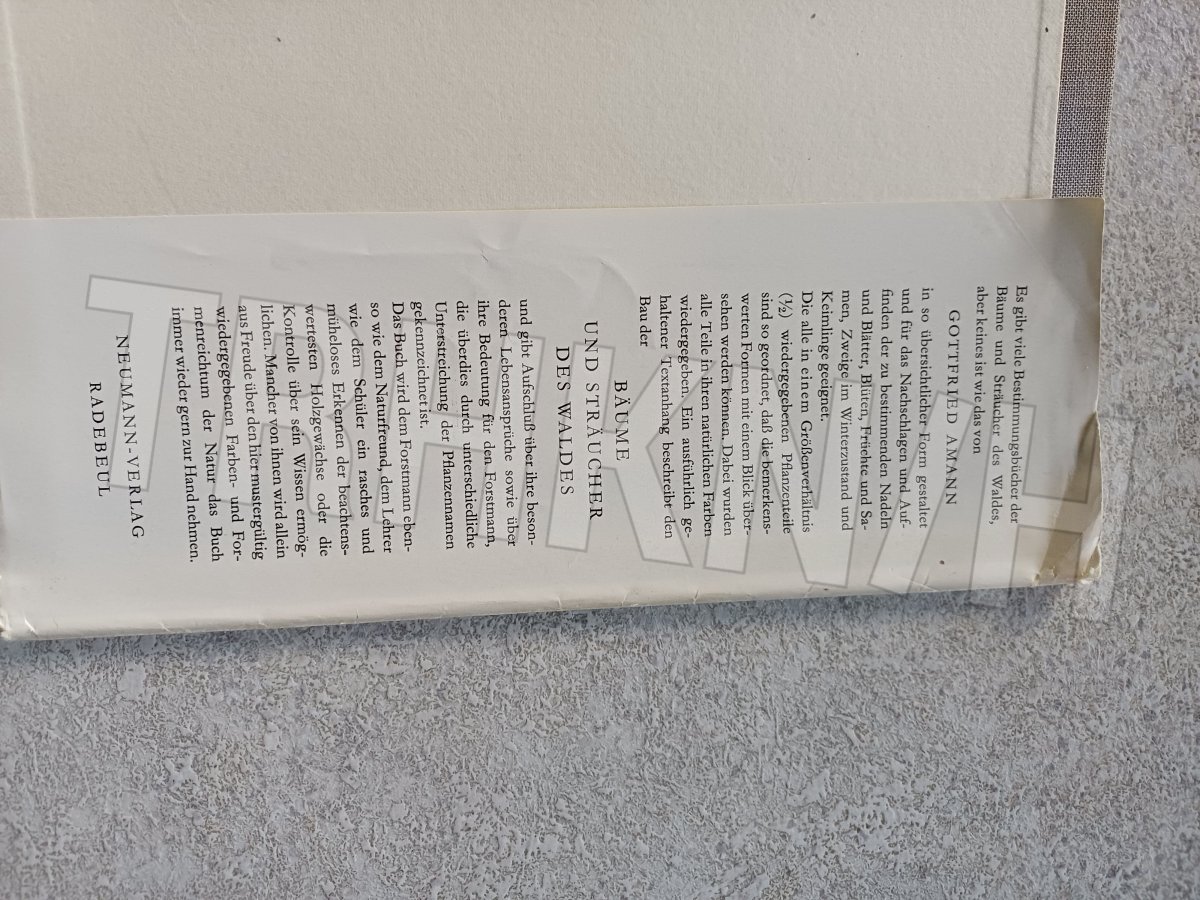 Es gibt viele Bestimmungsbücher der
Bäume und Sträucher des Waldes,
aber keines ist wie das von
GOTTFRIED AMANN
in so übersichtlicher Form gestaltet
und für das Nachschlagen und Auf-
finden der zu bestimmenden Nadeln
und Blätter, Blüten, Früchte und Sa-
men, Zweige im Winterzustand und
Keimlinge geeignet.
Die alle in einem Größenverhältnis
(½) wiedergegebenen Pflanzenteile
sind so geordnet, daß die bemerkens-
werten Formen mit einem Blick über-
sehen werden können. Dabei wurden
alle Teile in ihren natürlichen Farben
wiedergegeben. Ein ausführlich ge-
haltener Textanhang beschreibt den
Bau der
BÄUME
UND STRÄUCHER
DES WALDES
und gibt Aufschluß über ihre beson-
deren Lebensansprüche sowie über
ihre Bedeutung für den Forstmann,
die überdies durch unterschiedliche
Unterstreichung der Pflanzennamen
gekennzeichnet ist.
Das Buch wird dem Forstmann eben-
so wie dem Naturfreund, dem Lehrer
wie dem Schüler ein rasches und
müheloses Erkennen der beachtens-
wertesten Holzgewächse oder die
Kontrolle über sein Wissen ermög-
lichen. Mancher von ihnen wird allein
aus Freude über den hier mustergültig
wiedergegebenen Farben- und For-
menreichtum der Natur das Buch
immer wieder gern zur Hand nehmen.
NEUMANN-VERLAG
RADEBEUL